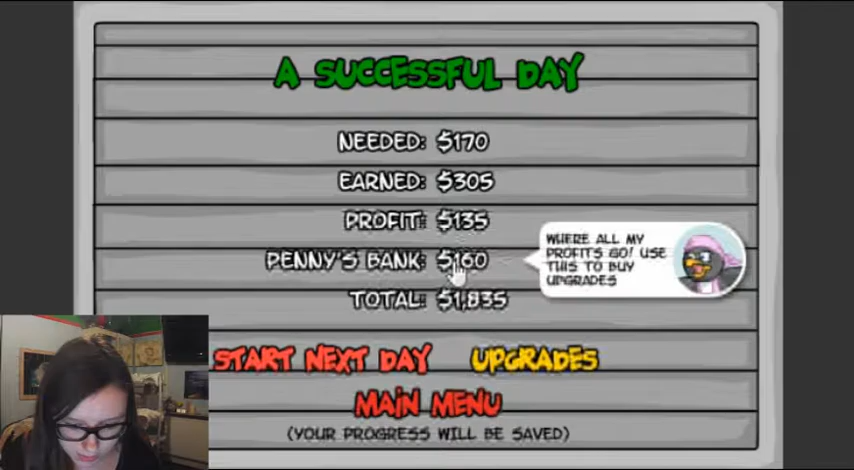 A SUCCESSFUL DAY
NEEDED: $170
EARNED: $305
PROFIT: $135
PENNY'S BANK: $160
WHERE ALL MY
PROFITS GO! USE
THIS TO BUY
UPGRADES
TOTAL: $1,835
START NEXT DAY
UPGRADES
MAIN MENU
(YOUR PROGRESS WILL BE SAVED)